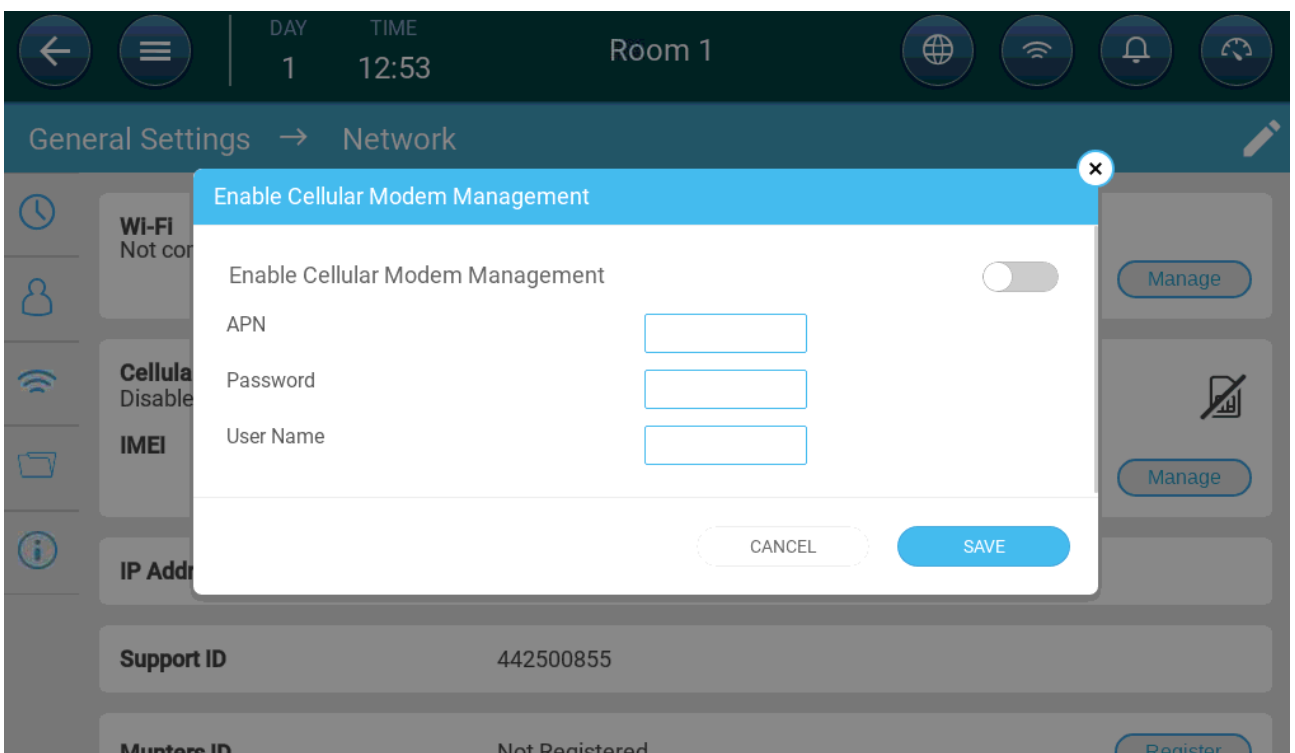 DAY TIME
1 12:53 Room 1
General Settings → Network
Enable Cellular Modem Management
Wi-Fi
Not con
Enable Cellular Modem Management
Manage
APN
Cellula
Password
Disable
User Name
IMEI
Manage
CANCEL SAVE
IP Addr
Support ID 442500855
Munters ID Not Registered Register